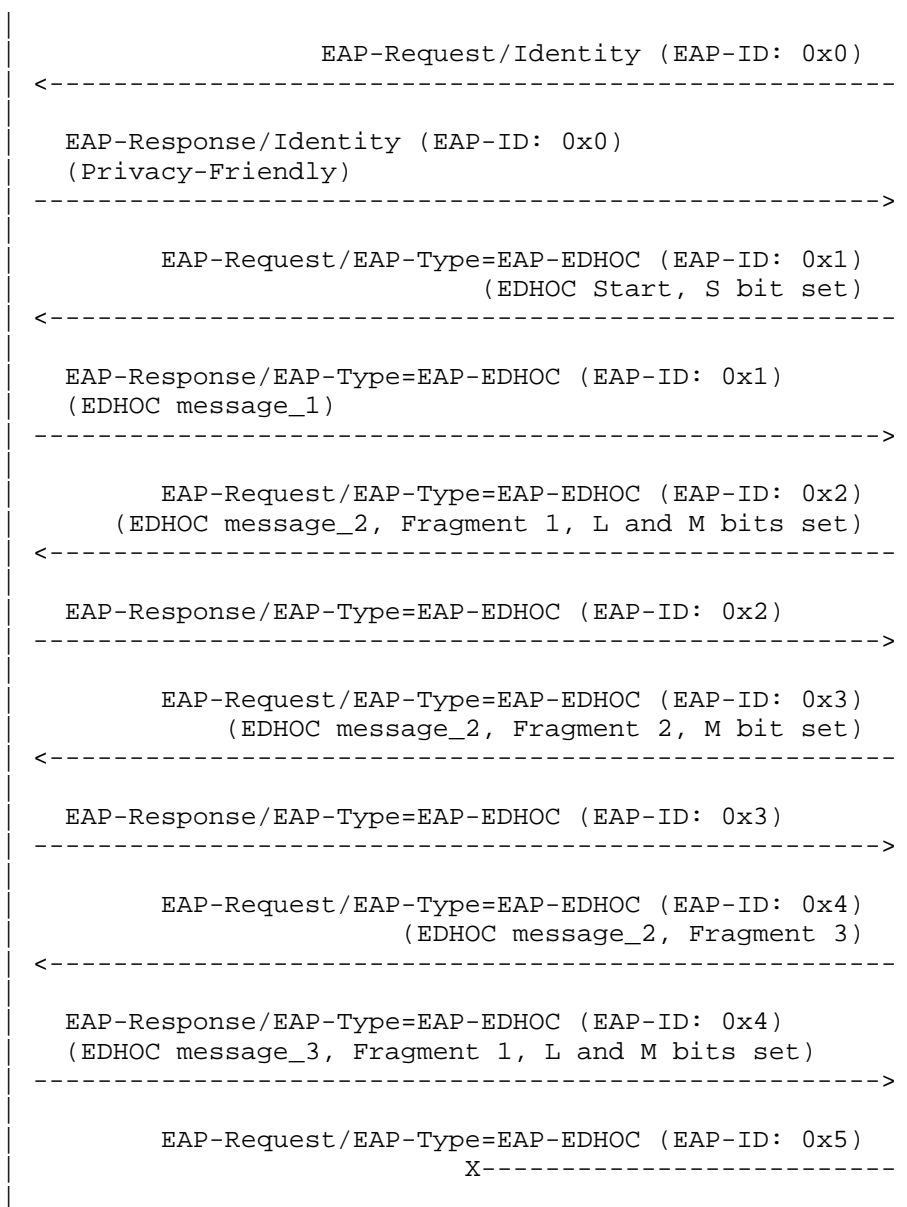 |
|                   EAP-Request/Identity (EAP-ID: 0x0)
| <-----------------------------------------------------
|
|   EAP-Response/Identity (EAP-ID: 0x0)
|   (Privacy-Friendly)
| ----------------------------------------------------->
|
|         EAP-Request/EAP-Type=EAP-EDHOC (EAP-ID: 0x1)
|                             (EDHOC Start, S bit set)
| <-----------------------------------------------------
|
|   EAP-Response/EAP-Type=EAP-EDHOC (EAP-ID: 0x1)
|   (EDHOC message_1)
| ----------------------------------------------------->
|
|         EAP-Request/EAP-Type=EAP-EDHOC (EAP-ID: 0x2)
|      (EDHOC message_2, Fragment 1, L and M bits set)
| <-----------------------------------------------------
|
|   EAP-Response/EAP-Type=EAP-EDHOC (EAP-ID: 0x2)
| ----------------------------------------------------->
|
|         EAP-Request/EAP-Type=EAP-EDHOC (EAP-ID: 0x3)
|             (EDHOC message_2, Fragment 2, M bit set)
| <-----------------------------------------------------
|
|   EAP-Response/EAP-Type=EAP-EDHOC (EAP-ID: 0x3)
| ----------------------------------------------------->
|
|         EAP-Request/EAP-Type=EAP-EDHOC (EAP-ID: 0x4)
|                        (EDHOC message_2, Fragment 3)
| <-----------------------------------------------------
|
|   EAP-Response/EAP-Type=EAP-EDHOC (EAP-ID: 0x4)
|   (EDHOC message_3, Fragment 1, L and M bits set)
| ----------------------------------------------------->
|
|         EAP-Request/EAP-Type=EAP-EDHOC (EAP-ID: 0x5)
|                            X--------------------------
|